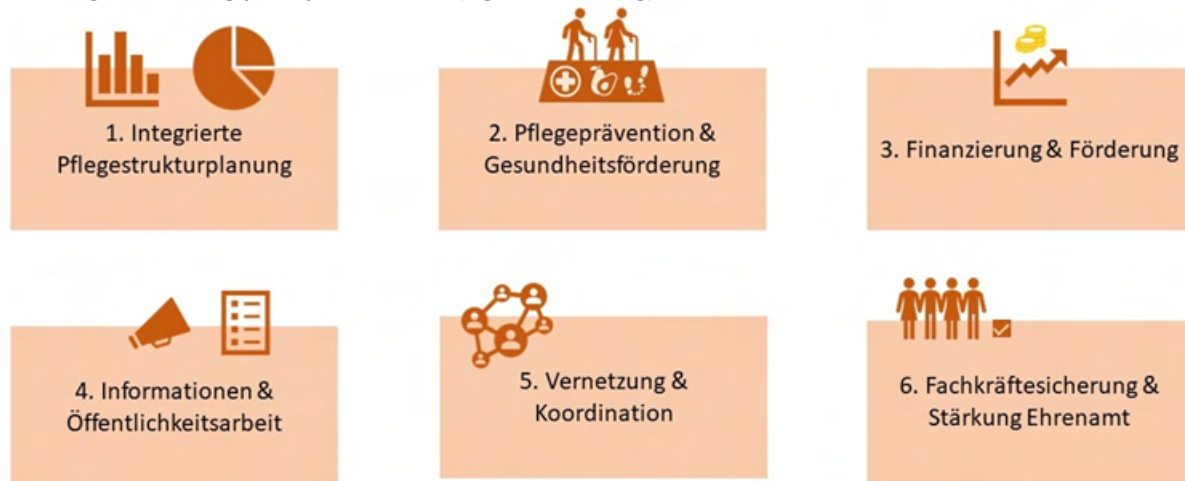 1. Integrierte
Pflegestrukturplanung
2. Pflegeprävention &
Gesundheitsförderung
3. Finanzierung & Förderung
4. Informationen &
Öffentlichkeitsarbeit
5. Vernetzung &
Koordination
6. Fachkräftesicherung &
Stärkung Ehrenamt